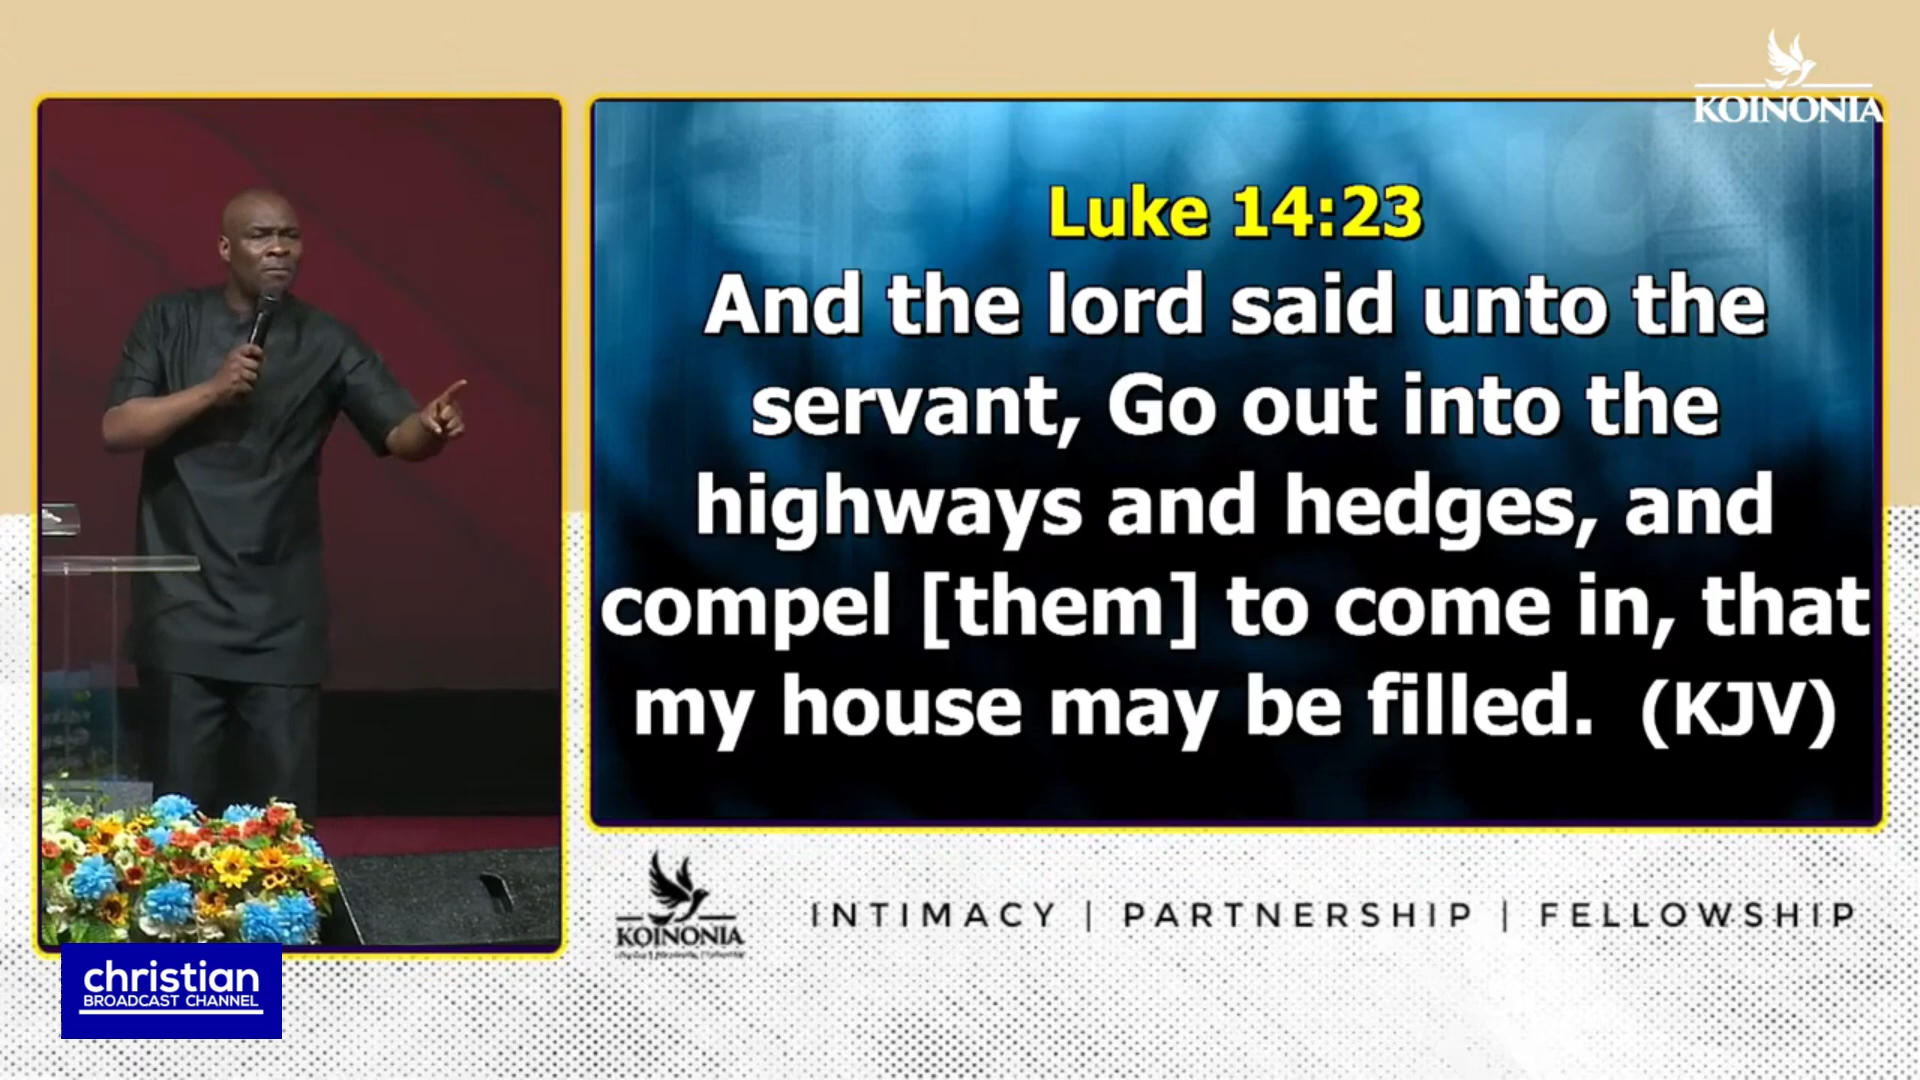 KOINONIA
Luke 14:23
And the lord said unto the
servant, Go out into the
highways and hedges, and
compel [them] to come in, that
my house may be filled. (KJV)
KOINONIA
INTIMACY | PARTNERSHIP | FELLOWSHIP
christian
BROADCAST CHANNEL